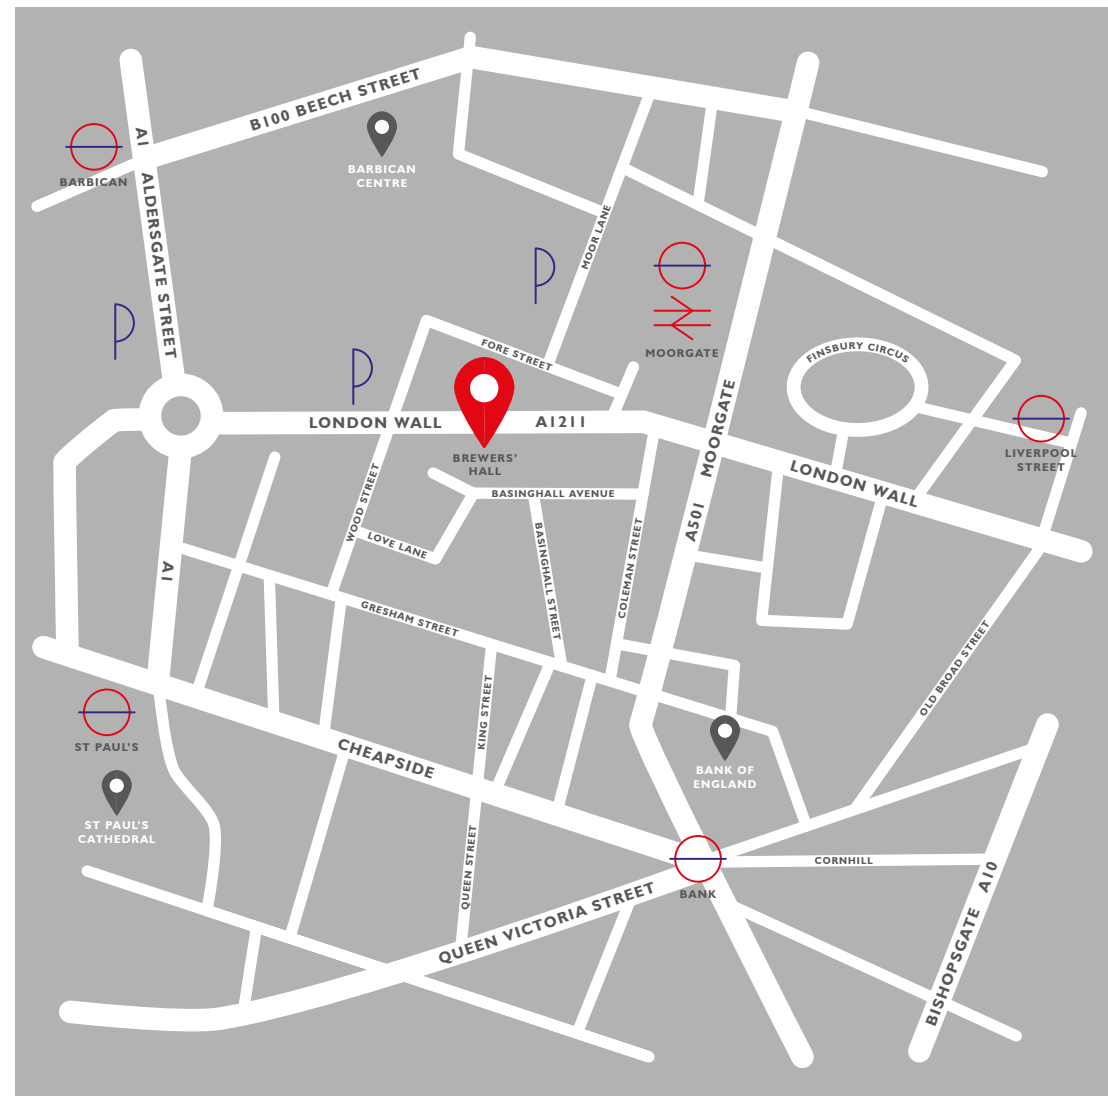 B100 BEECH STREET
A1
BARBICAN
BARBICAN
CENTRE
ALDERSGATE STREET
MOOR LANE
MOORGATE
FORE STREET
FINSBURY CIRCUS
LONDON WALL
A1211
MOORGATE
BREWERS'
HALL
LIVERPOOL
STREET
LONDON WALL
BASINGHALL AVENUE
WOOD STREET
A501
LOVE LANE
BASINGHALL STREET
COLEMAN STREET
A1
GRESHAM STREET
OLD BROAD STREET
KING STREET
ST PAUL'S
CHEAPSIDE
BANK OF
ENGLAND
ST PAUL'S
CATHEDRAL
QUEEN STREET
CORNHILL
A10
BANK
QUEEN VICTORIA STREET
BISHOPSGATE